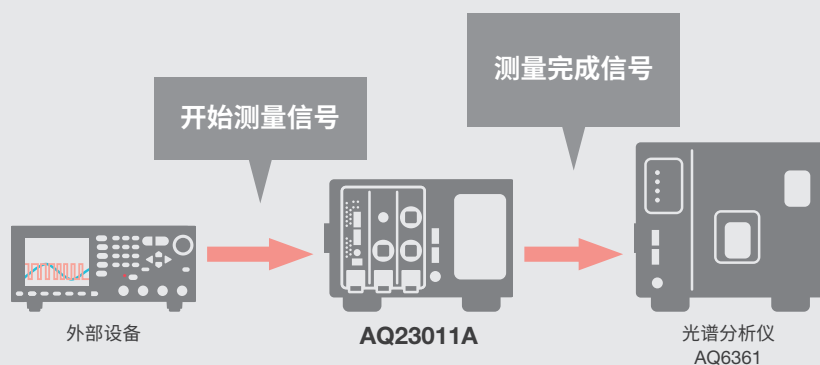 测量完成信号
开始测量信号
外部设备
AQ23011A
光谱分析仪
AQ6361